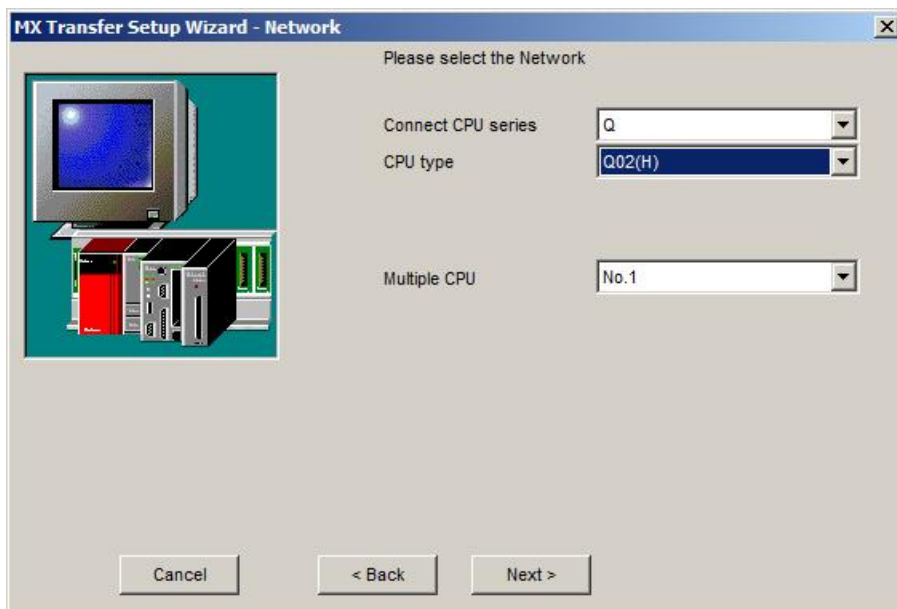 MX Transfer Setup Wizard - Network
Please select the Network
Connect CPU series Q
CPU type Q02(H)
Multiple CPU No.1
Cancel < Back Next >